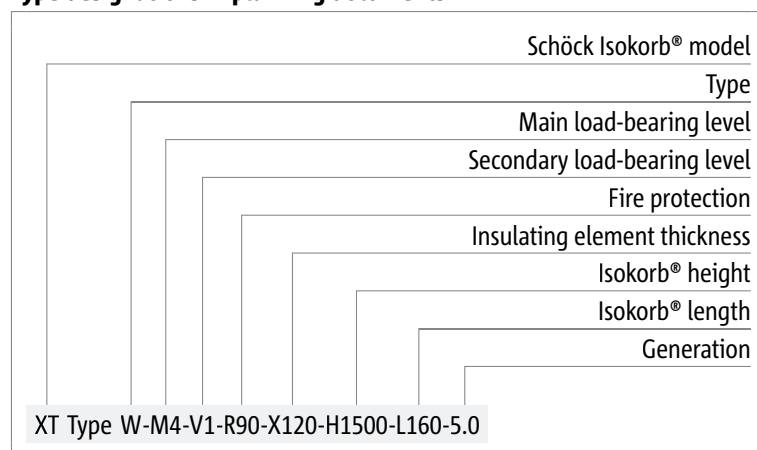 Schöck Isokorb® model
Type
Main load-bearing level
Secondary load-bearing level
Fire protection
Insulating element thickness
Isokorb® height
Isokorb® length
Generation
XT Type W-M4-V1-R90-X120-H1500-L160-5.0